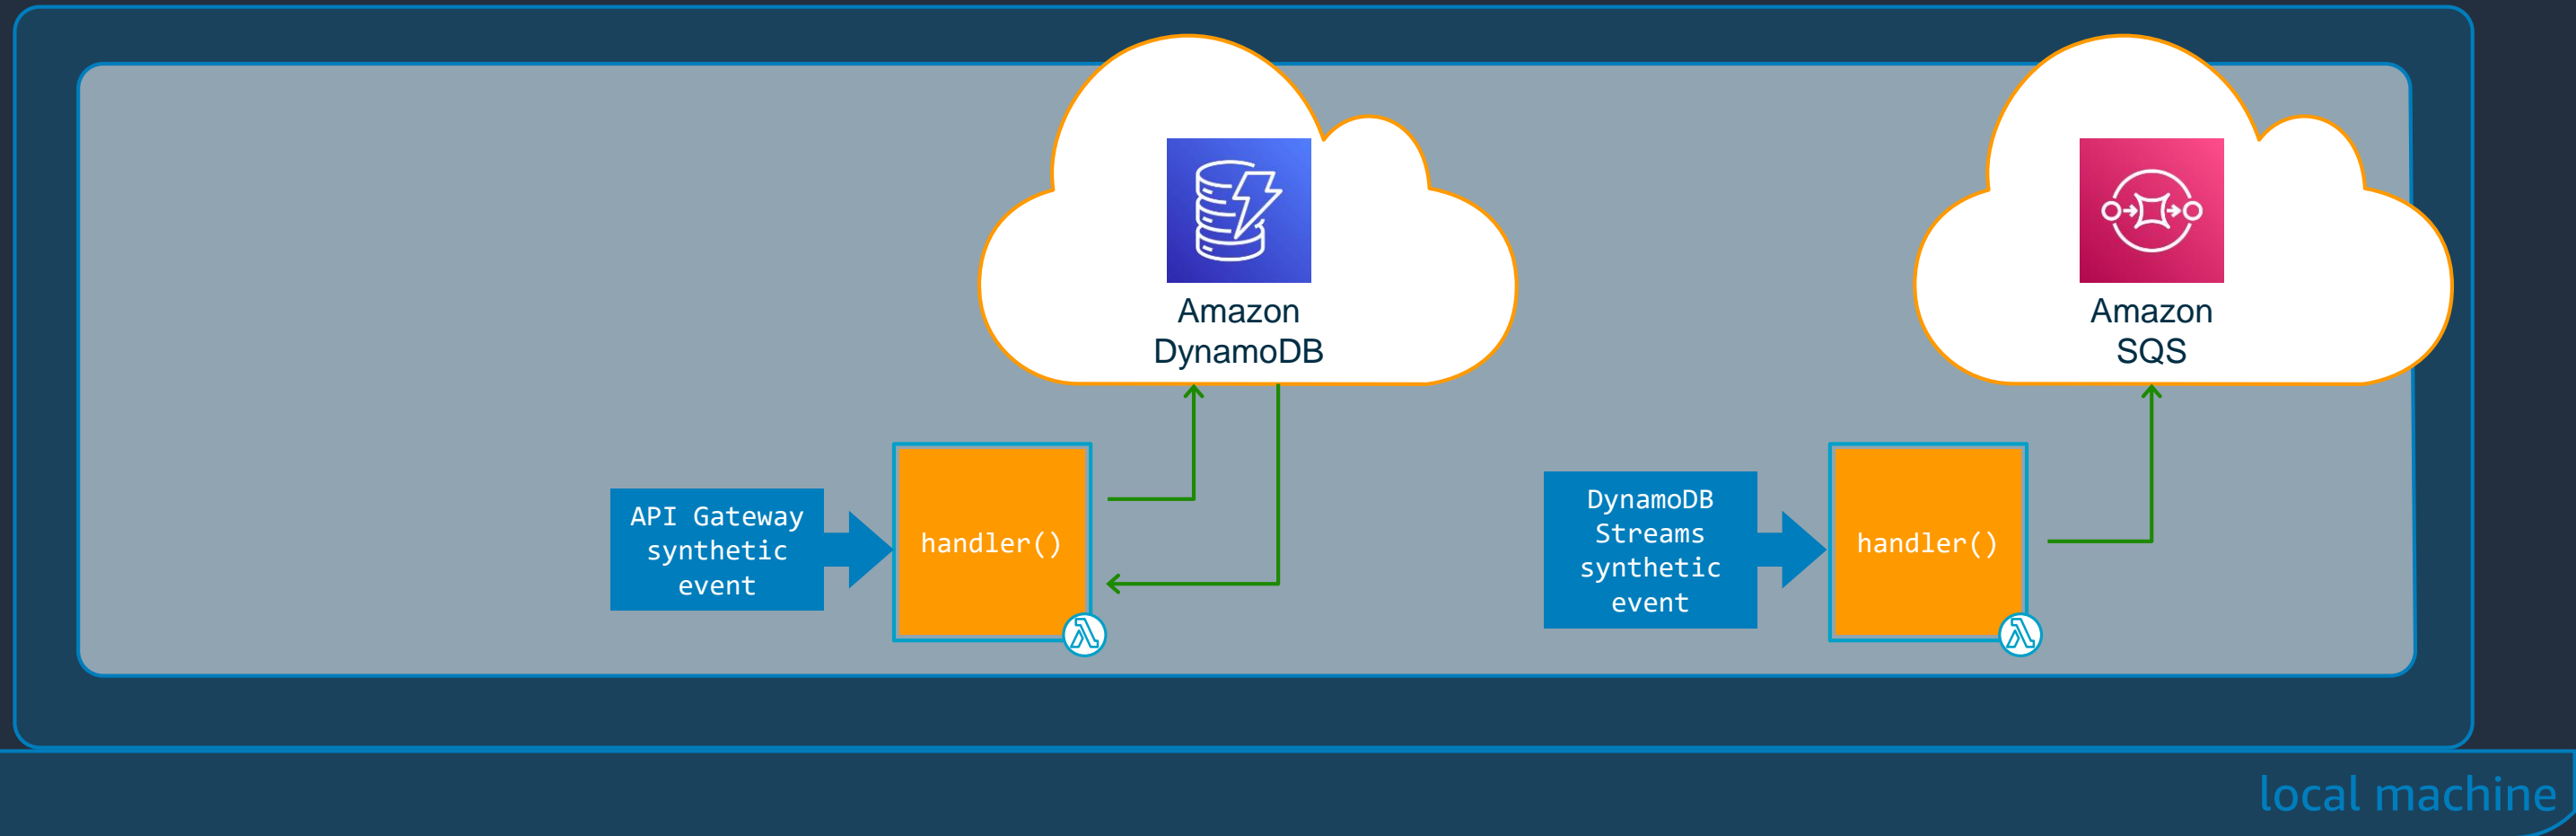 Amazon
DynamoDB
Amazon
SQS
API Gateway
synthetic
event
handler()
DynamoDB
Streams
synthetic
event
handler()
local machine